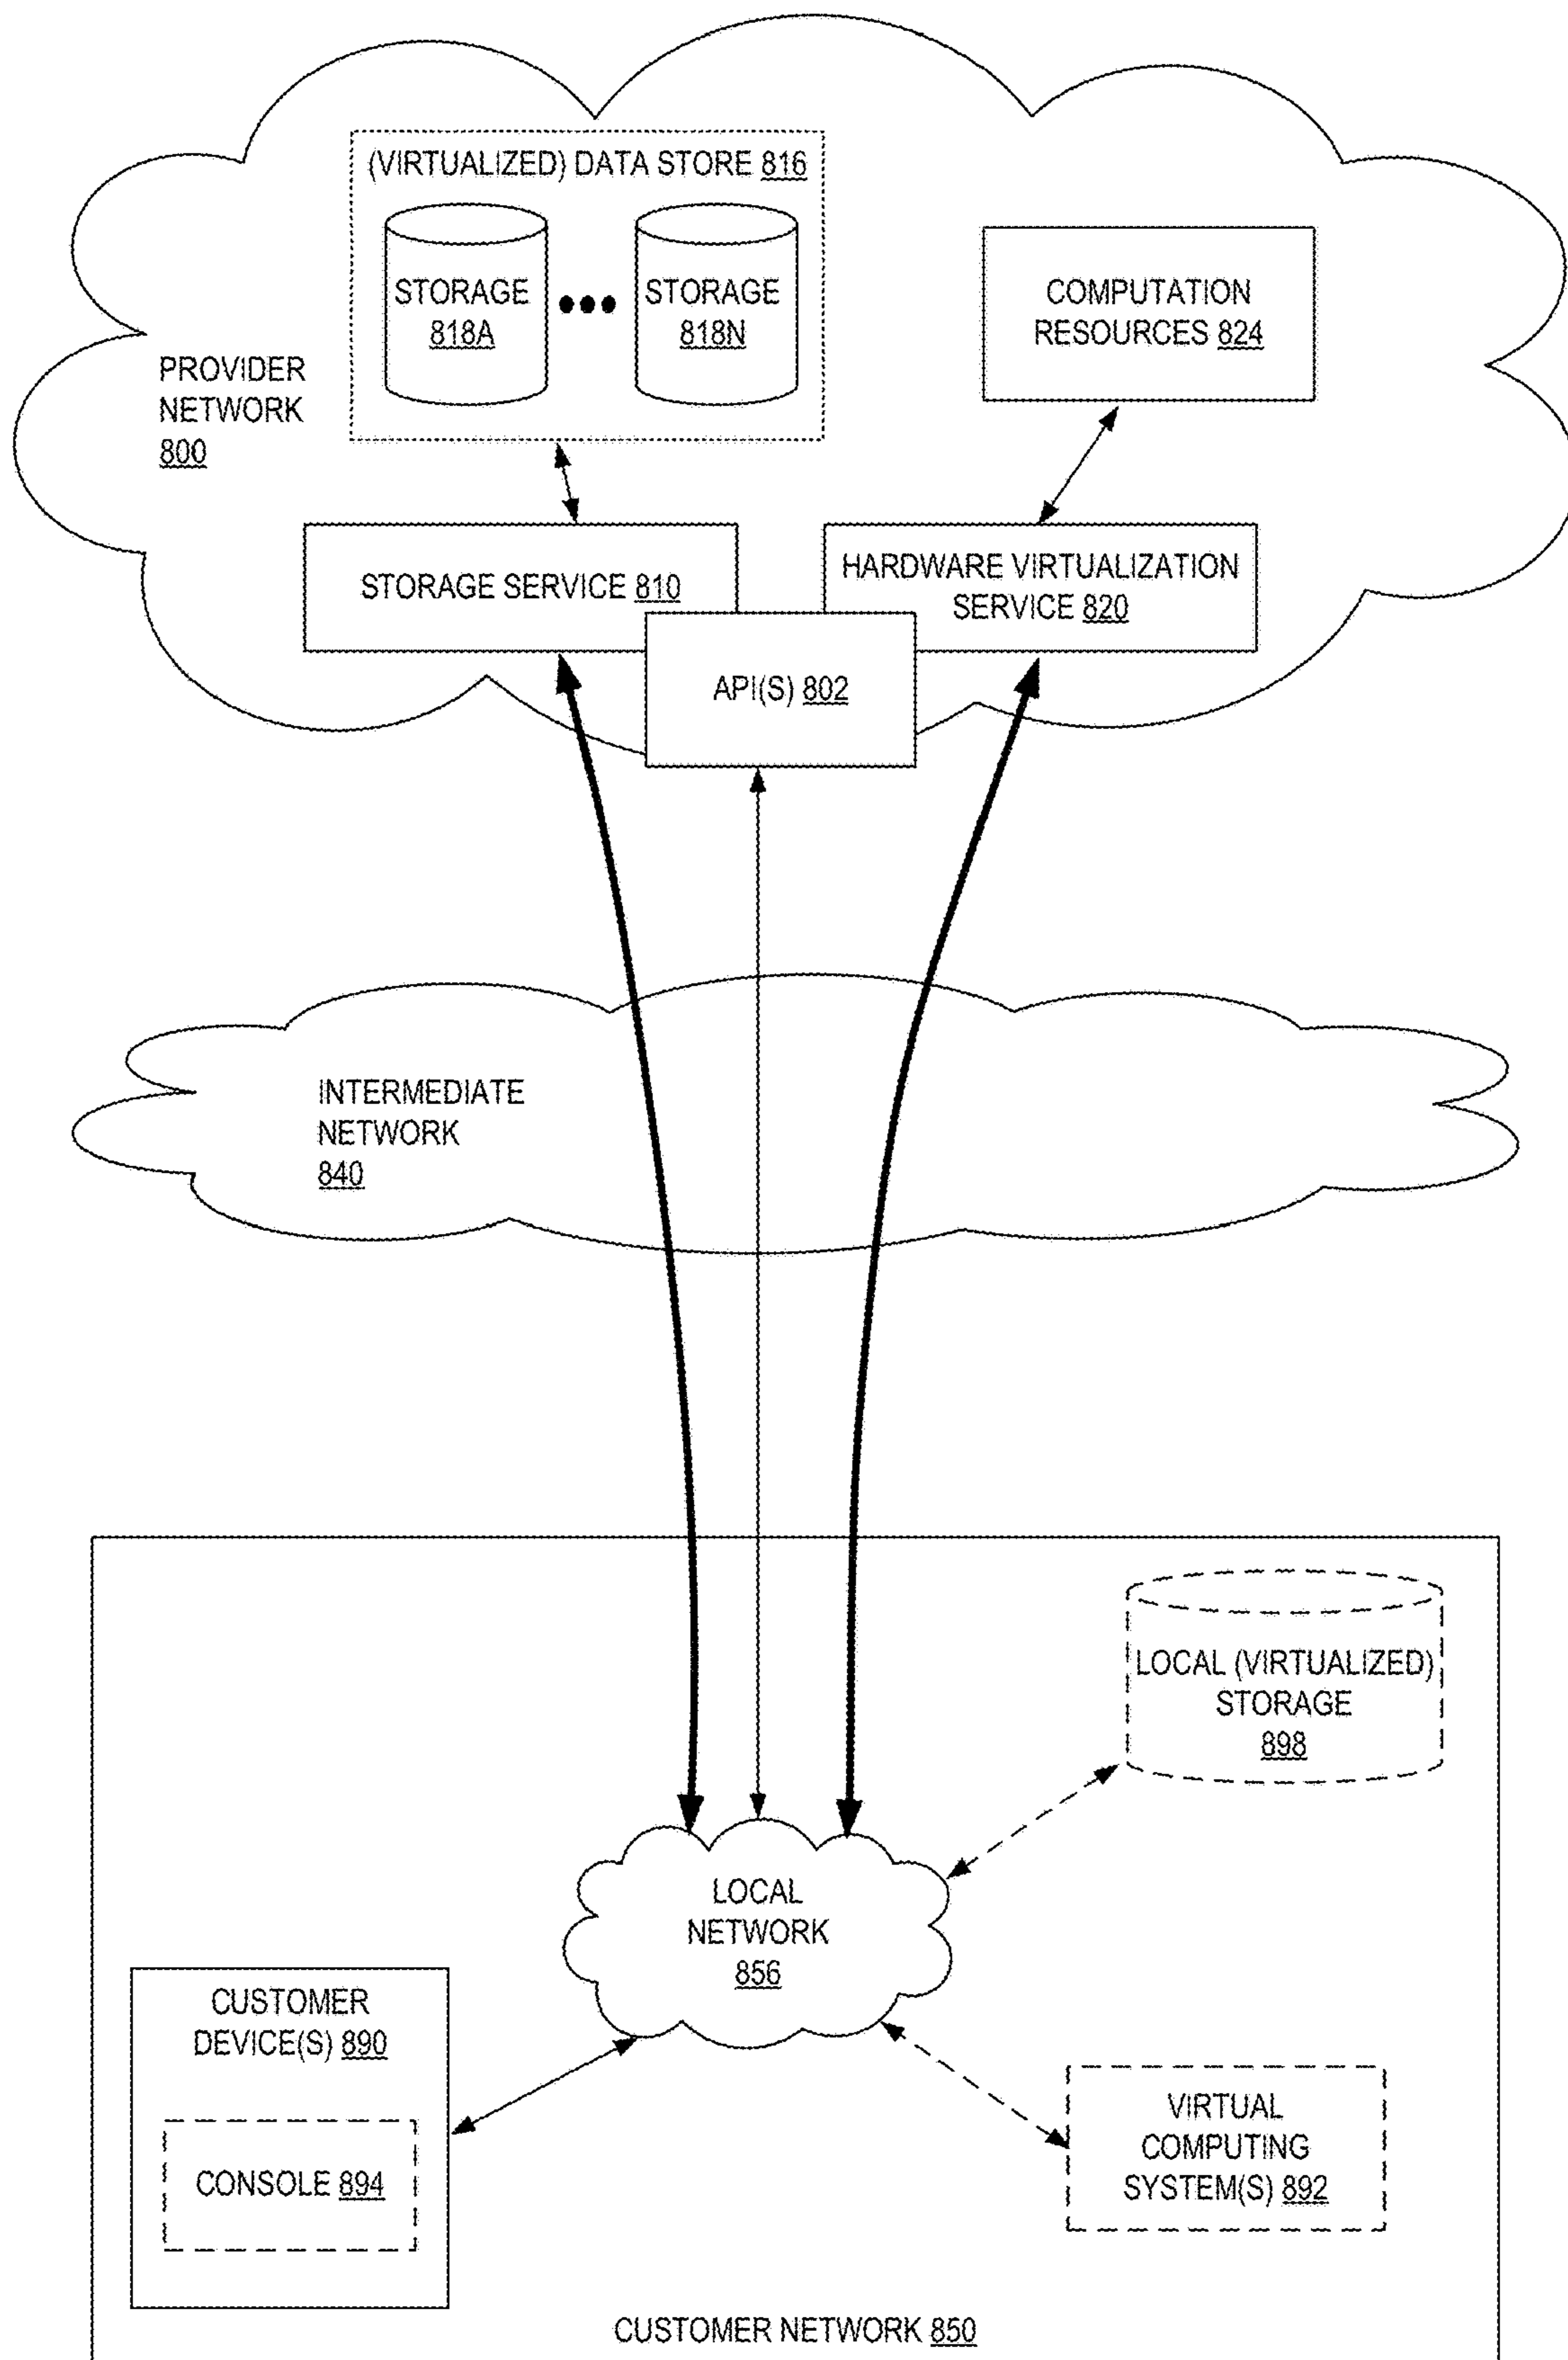 (VIRTUALIZED) DATA STORE 816
STORAGE
818A
STORAGE
818N
COMPUTATION
RESOURCES 824
PROVIDER
NETWORK
800
STORAGE SERVICE 810
HARDWARE VIRTUALIZATION
SERVICE 820
API(S) 802
INTERMEDIATE
NETWORK
840
LOCAL (VIRTUALIZED)
STORAGE
898
LOCAL
NETWORK
856
CUSTOMER
DEVICE(S) 890
CONSOLE 894
VIRTUAL
COMPUTING
SYSTEM(S) 892
CUSTOMER NETWORK 850